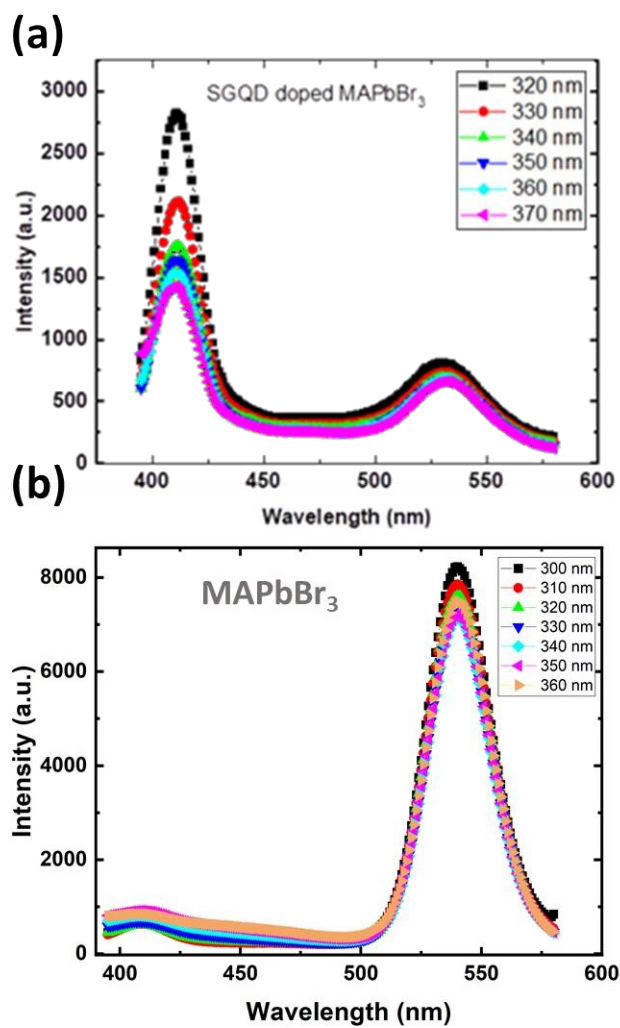 (a)
SGQD doped MAPbBr3
320 nm
330 nm
340 nm
350 nm
360 nm
370 nm
3000
2500
2000
1500
1000
500
0
Intensity (a.u.)
400 450 500 550 600
Wavelength (nm)
(b)
MAPbBr3
300 nm
310 nm
320 nm
330 nm
340 nm
350 nm
360 nm
8000
6000
4000
2000
0
Intensity (a.u.)
400 450 500 550 600
Wavelength (nm)